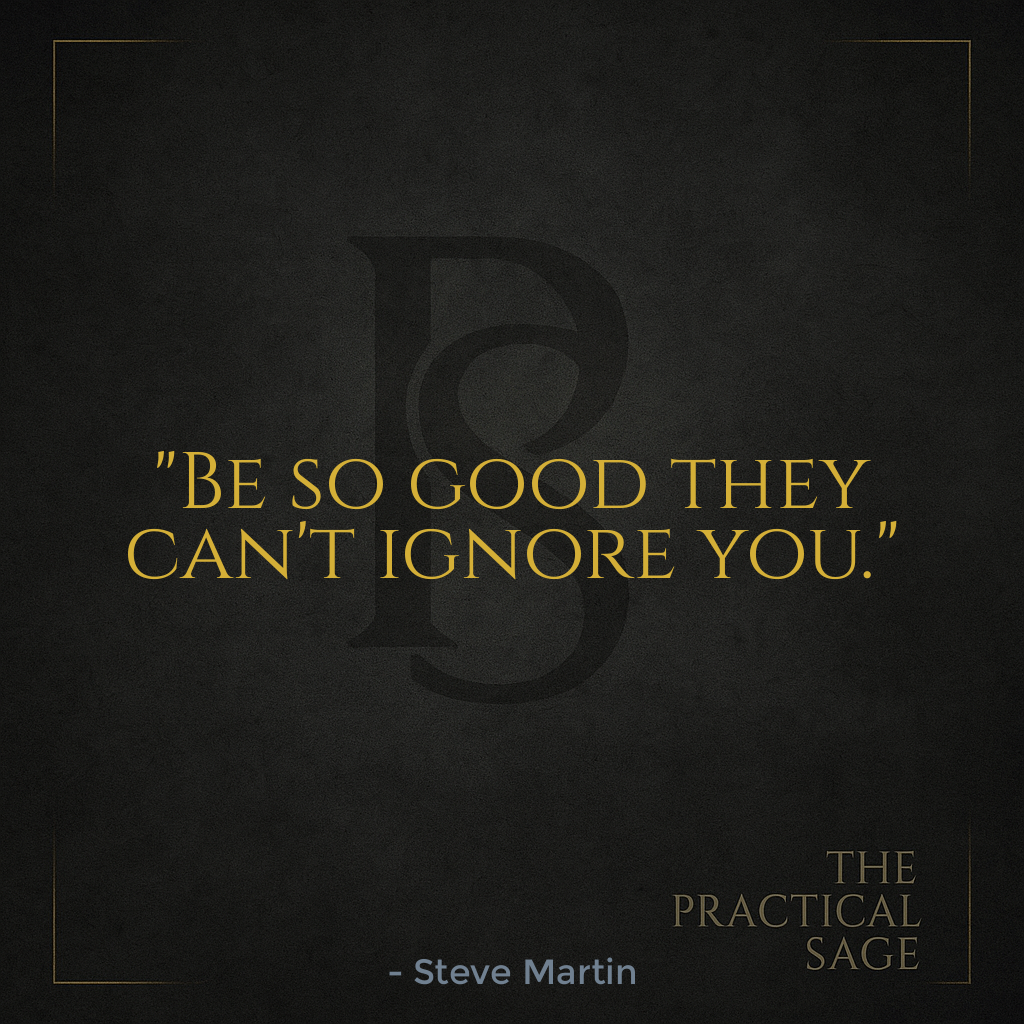 "Be so good they
can't ignore you."
THE
PRACTICAL
SAGE
- Steve Martin